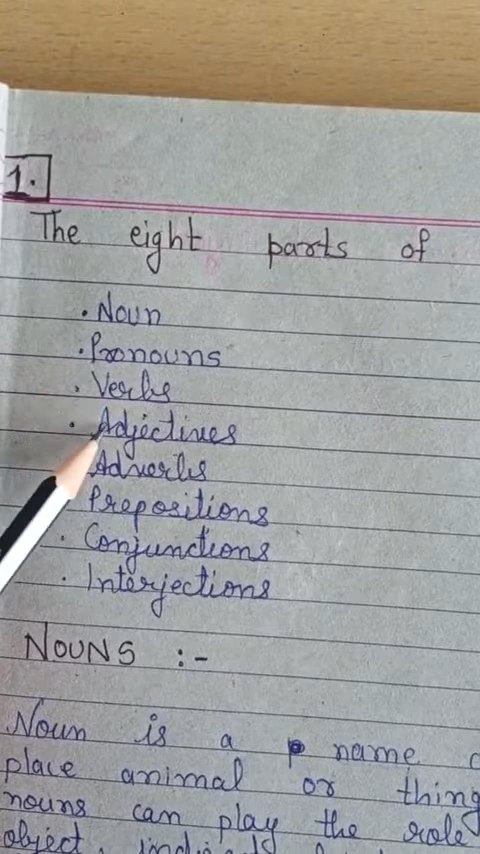 1.
The eight parts of
· Noun
· Pronouns
· Verbs
· Adjectives
Adverbs
Prepositions
· Conjunctions
· Interjections
NOUNS :-
Noun is a name
place animal or thing
nouns can play the role
object,